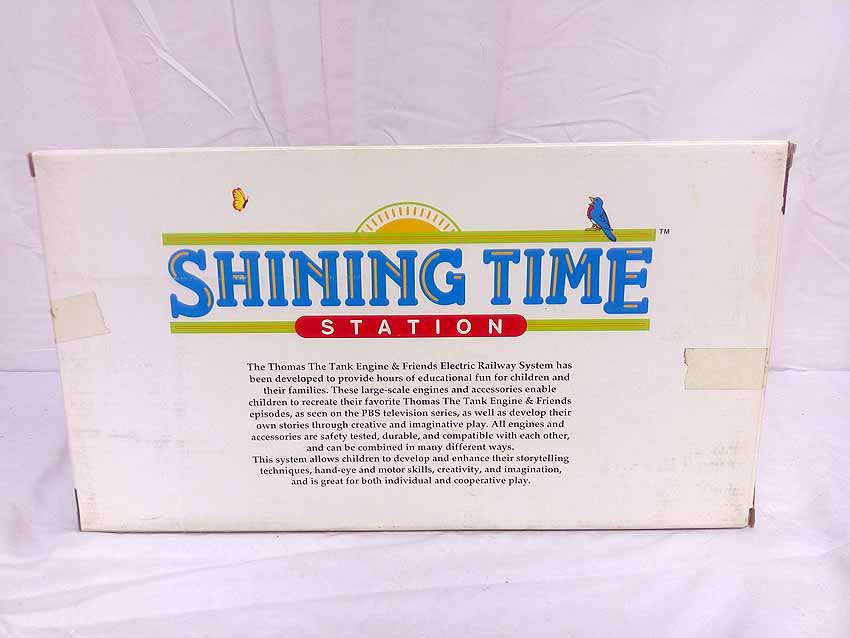 SHINING TIME ™
STATION
The Thomas The Tank Engine & Friends Electric Railway System has
been developed to provide hours of educational fun for children and
their families. These large-scale engines and accessories enable
children to recreate their favorite Thomas The Tank Engine & Friends
episodes, as seen on the PBS television series, as well as develop their
own stories through creative and imaginative play. All engines and
accessories are safety tested, durable, and compatible with each other,
and can be combined in many different ways.
This system allows children to develop and enhance their storytelling
techniques, hand-eye and motor skills, creativity, and imagination,
and is great for both individual and cooperative play.